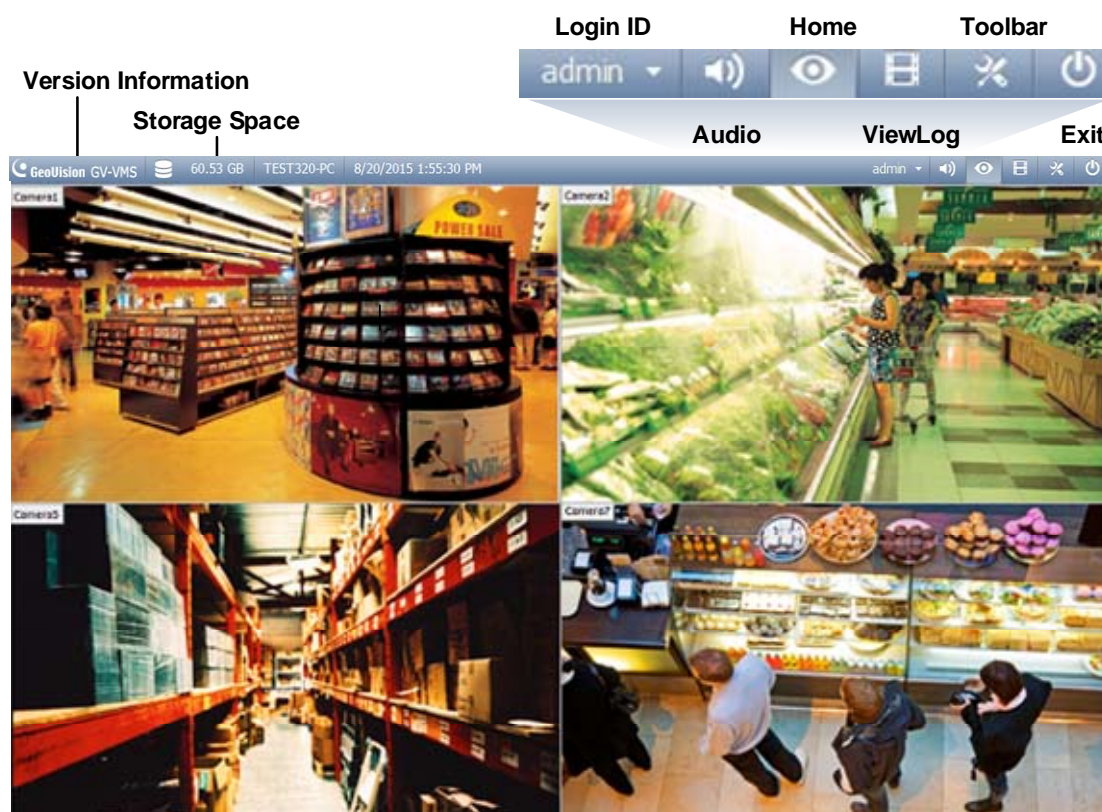 Login ID Home Toolbar
admin
Version Information
Storage Space
Audio ViewLog Exit
GeoVision GV-VMS 60.53 GB TEST320-PC 8/20/2015 1:55:30 PM admin
Camera1
Camera2
POWER SALE
Camera5
Camera7